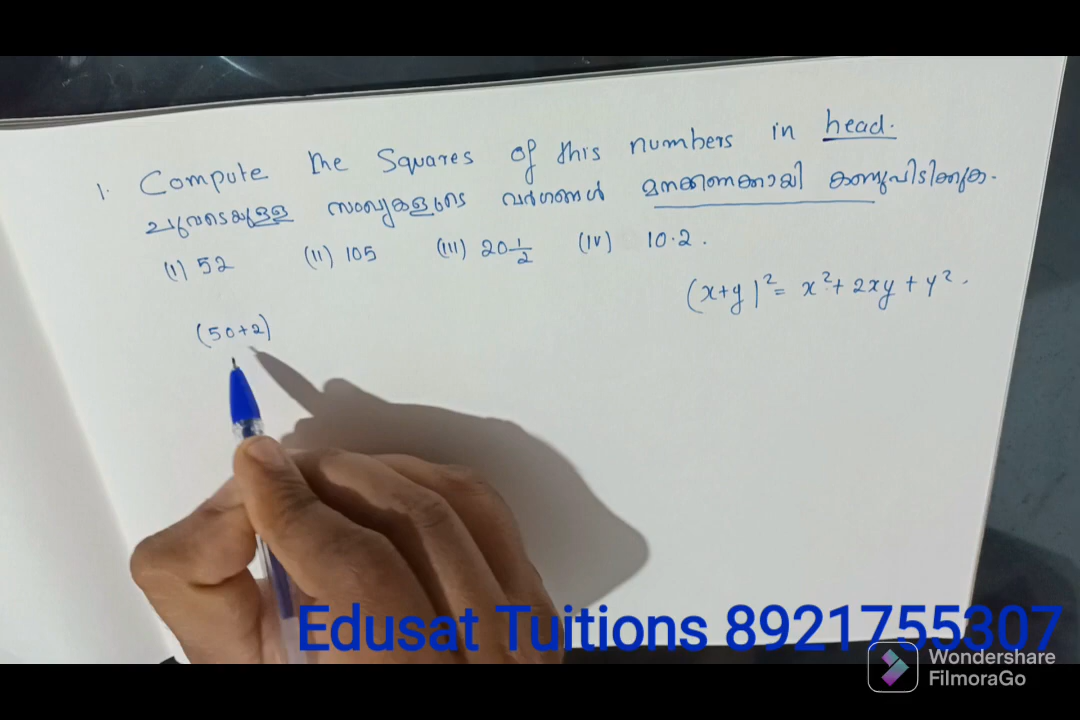 1. Compute the Squares of this numbers in head.
ചുവടെയുള്ള സംഖ്യകളുടെ വർഗങ്ങൾ മനക്കണക്കായി കണ്ടുപിടിക്കുക.
(I) 52 (II) 105 (III) 20 1/2 (IV) 10.2.
(x+y)²= x²+ 2xy + y².
(50+2)
Edusat Tuitions 8921755307
Wondershare
FilmoraGo